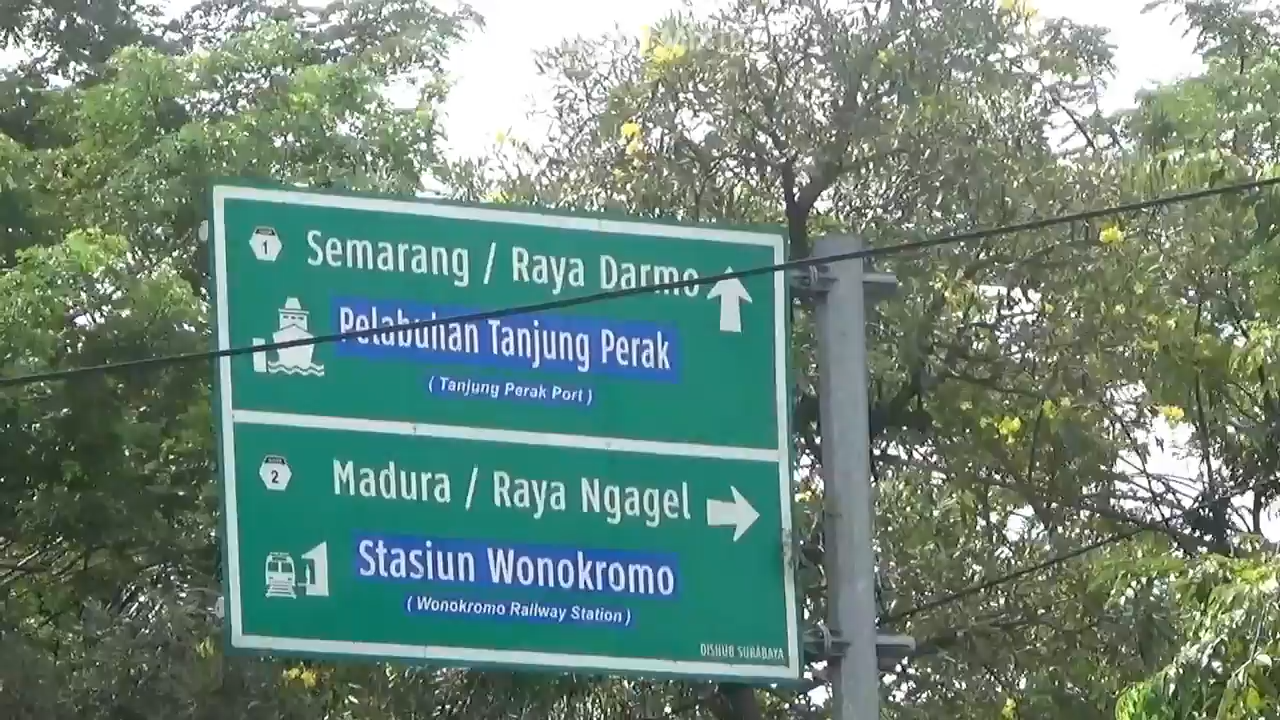 1
Semarang / Raya Darmo
Pelabuhan Tanjung Perak
( Tanjung Perak Port )
2
Madura / Raya Ngagel
Stasiun Wonokromo
( Wonokromo Railway Station )
DISHUB SURABAYA